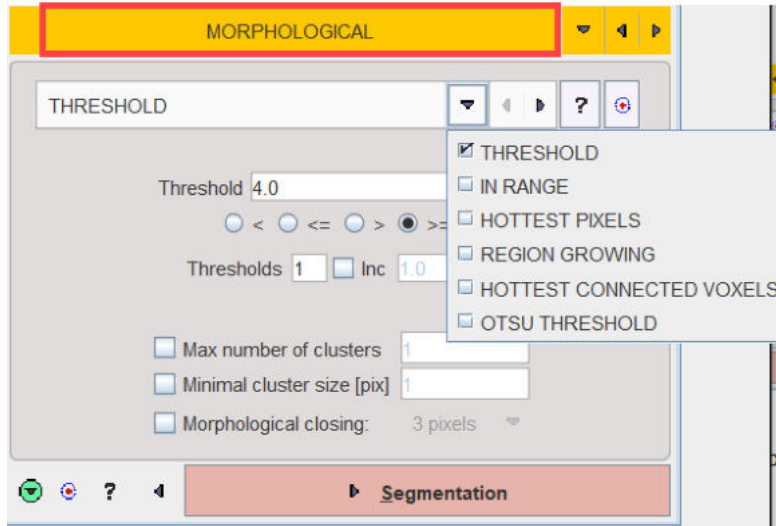 MORPHOLOGICAL
THRESHOLD
?
THRESHOLD
IN RANGE
HOTTEST PIXELS
REGION GROWING
HOTTEST CONNECTED VOXELS
OTSU THRESHOLD
Threshold 4.0
< <= > >=
Thresholds 1 Inc 1.0
Max number of clusters 1
Minimal cluster size [pix] 1
Morphological closing: 3 pixels
? Segmentation